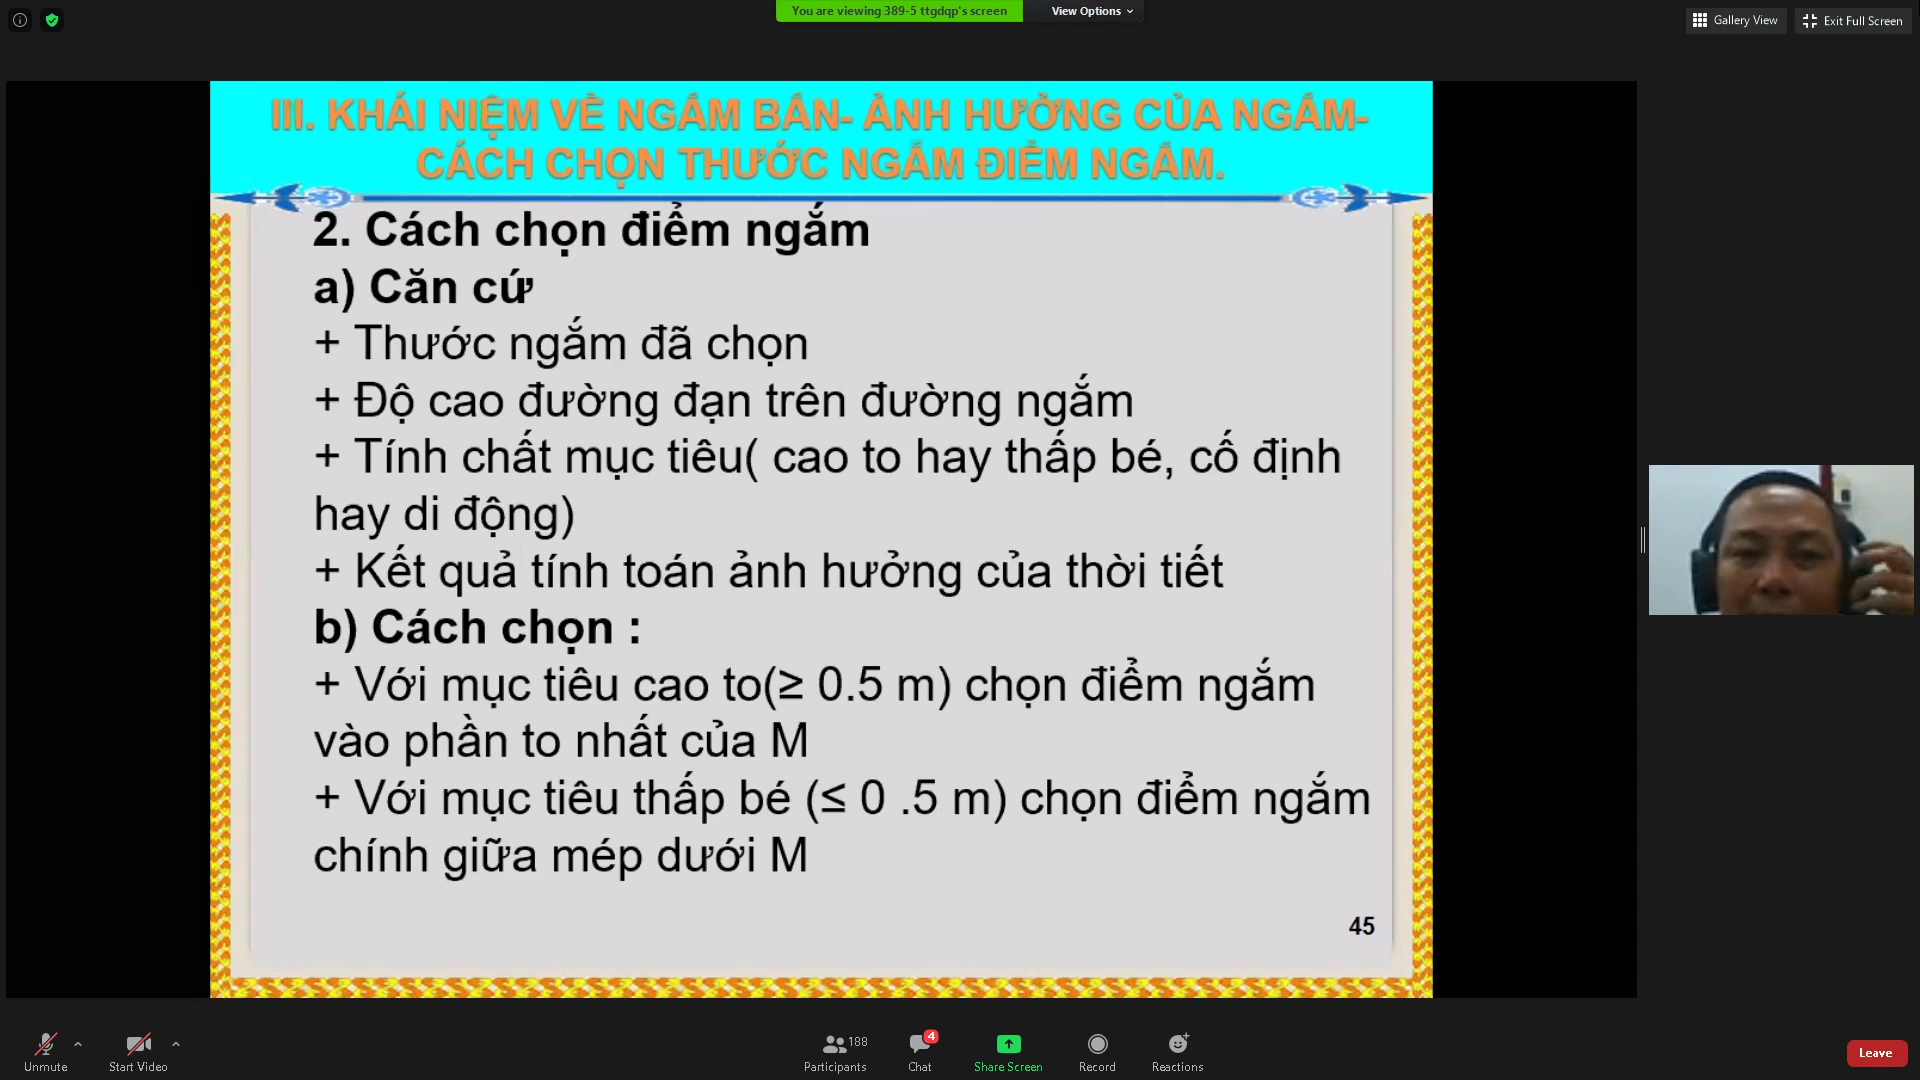 You are viewing 389-5 ttgdqp's screen
View Options
Gallery View
Exit Full Screen
III. KHÁI NIỆM VỀ NGẮM BẮN- ẢNH HƯỞNG CỦA NGẮM-
CÁCH CHỌN THƯỚC NGẮM ĐIỂM NGẮM.
2. Cách chọn điểm ngắm
a) Căn cứ
+ Thước ngắm đã chọn
+ Độ cao đường đạn trên đường ngắm
+ Tính chất mục tiêu( cao to hay thấp bé, cố định
hay di động)
+ Kết quả tính toán ảnh hưởng của thời tiết
b) Cách chọn :
+ Với mục tiêu cao to(≥ 0.5 m) chọn điểm ngắm
vào phần to nhất của M
+ Với mục tiêu thấp bé (≤ 0 .5 m) chọn điểm ngắm
chính giữa mép dưới M
45
Unmute
Start Video
188
Participants
4
Chat
Share Screen
Record
Reactions
Leave